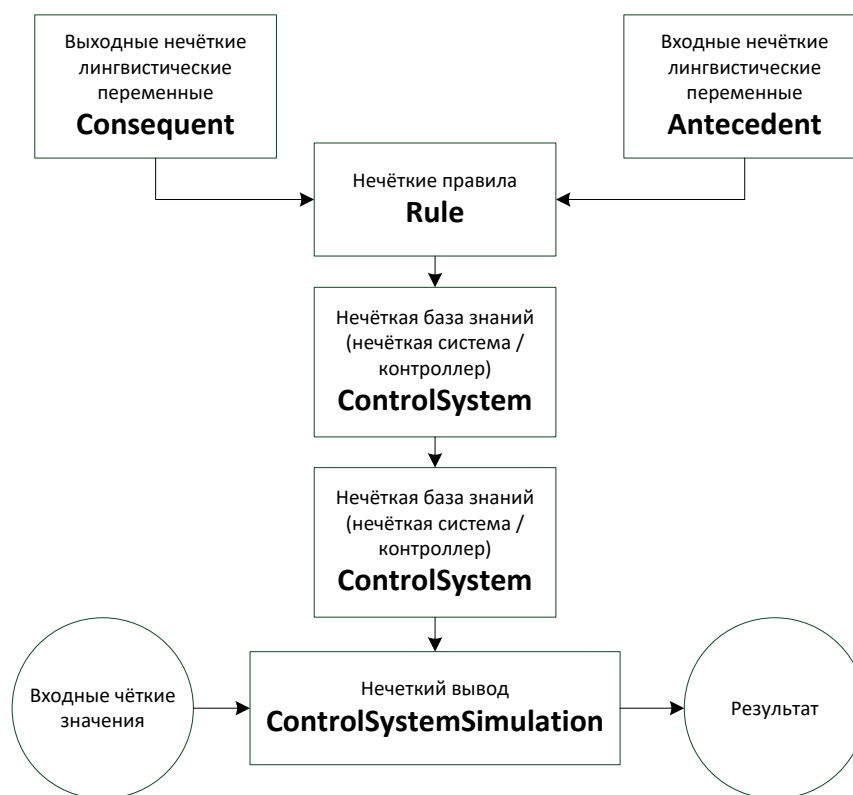 Выходные нечёткие
лингвистические
переменные
Consequent
Входные нечёткие
лингвистические
переменные
Antecedent
Нечёткие правила
Rule
Нечёткая база знаний
(нечёткая система /
контроллер)
ControlSystem
Нечёткая база знаний
(нечёткая система /
контроллер)
ControlSystem
Входные чёткие
значения
Нечеткий вывод
ControlSystemSimulation
Результат